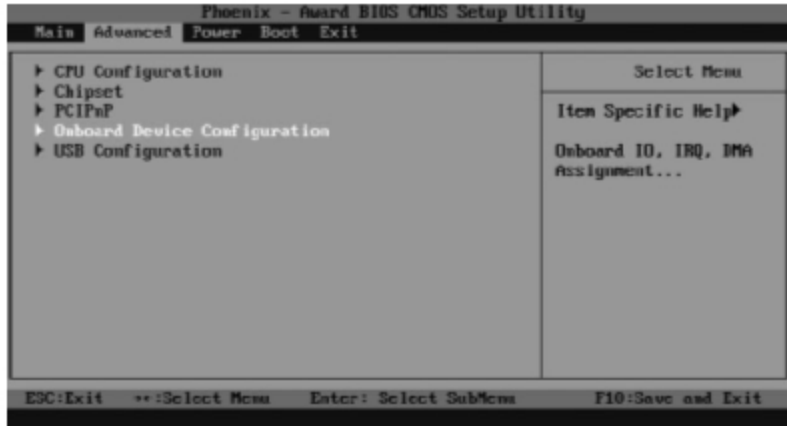 Phoenix - Award BIOS CMOS Setup Utility
Main Advanced Power Boot Exit
CPU Configuration
Chipset
PCIPnP
Onboard Device Configuration
USB Configuration
Select Menu
Item Specific Help
Onboard IO, IRQ, DMA
Assignment...
ESC:Exit ↔:Select Menu Enter: Select SubMenu F10:Save and Exit